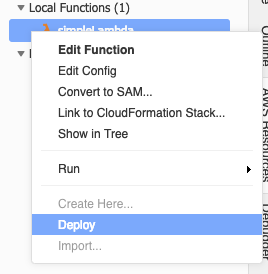 Local Functions (1)
simpleLambda
Edit Function
Edit Config
Convert to SAM...
Link to CloudFormation Stack...
Show in Tree
Run
Create Here...
Deploy
Import...
Outline
AWS Resources
Debugger